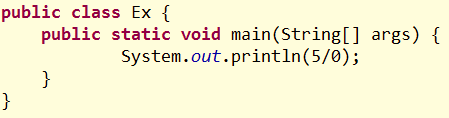 public class Ex {
    public static void main(String[] args) {
            System.out.println(5/0);
    }
}